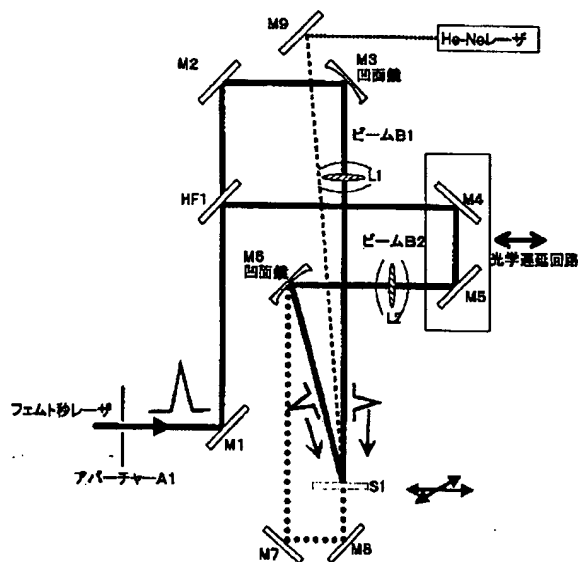 M9
He-Neレーザ
M2
M3
凹面鏡
ビームB1
L1
HF1
M4
ビームB2
光学遅延回路
M6
凹面鏡
M5
L2
フェムト秒レーザ
M1
アパーチャーA1
S1
M7
M8